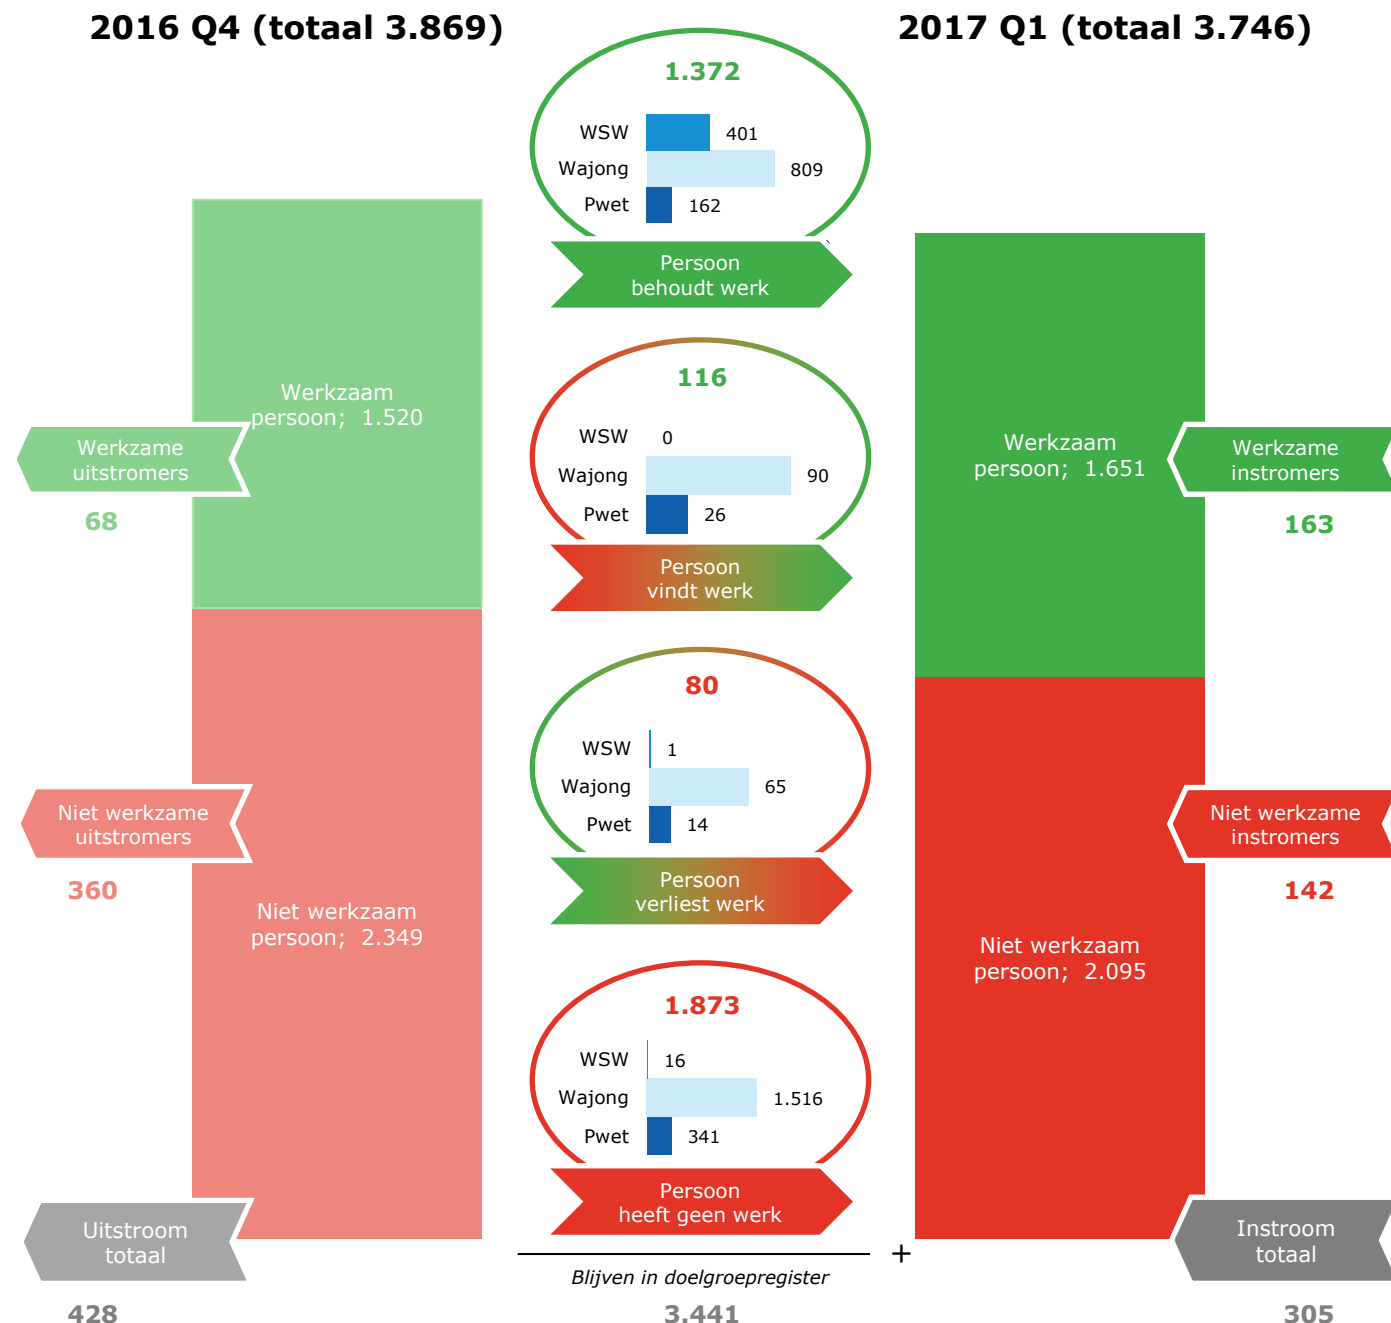 2016 Q4 (totaal 3.869)
2017 Q1 (totaal 3.746)
1.372
WSW 401
Wajong 809
Pwet 162
Persoon
behoudt werk
116
WSW 0
Wajong 90
Pwet 26
Persoon
vindt werk
80
WSW 1
Wajong 65
Pwet 14
Persoon
verliest werk
1.873
WSW 16
Wajong 1.516
Pwet 341
Persoon
heeft geen werk
Blijven in doelgroepregister
3.441
+
Werkzaam
persoon; 1.520
Werkzame
uitstromers
68
Niet werkzame
uitstromers
360
Niet werkzaam
persoon; 2.349
Uitstroom
totaal
428
Werkzaam
persoon; 1.651
Werkzame
instromers
163
Niet werkzame
instromers
142
Niet werkzaam
persoon; 2.095
Instroom
totaal
305